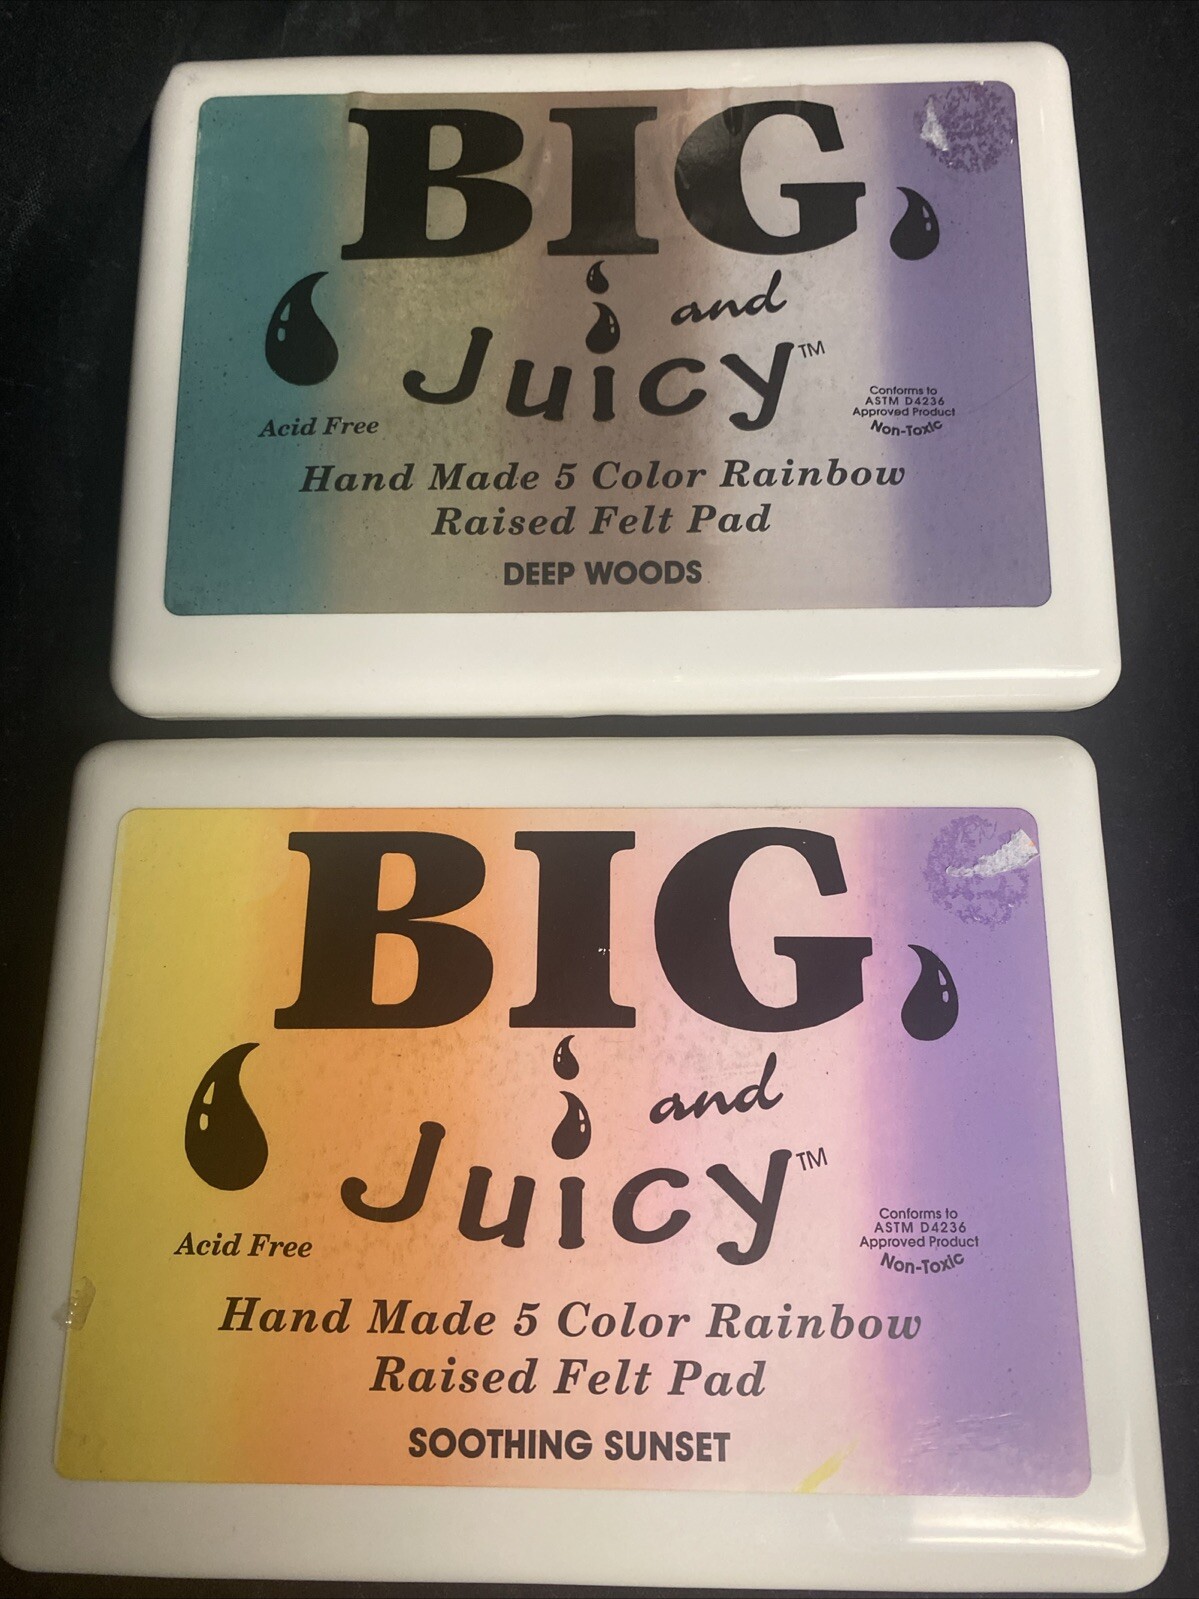 BIG
and
Juicy™
Acid Free
Conforms to
ASTM D4236
Approved Product
Non-Toxic
Hand Made 5 Color Rainbow
Raised Felt Pad
DEEP WOODS
BIG
and
Juicy™
Acid Free
Conforms to
ASTM D4236
Approved Product
Non-Toxic
Hand Made 5 Color Rainbow
Raised Felt Pad
SOOTHING SUNSET